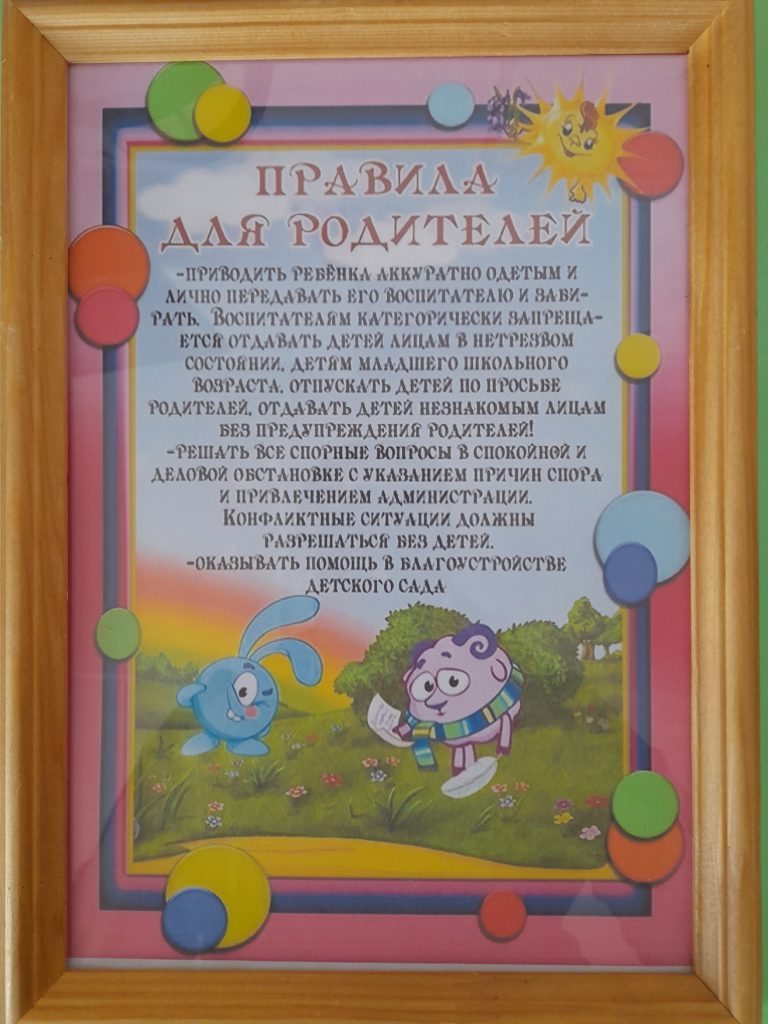 ПРАВИЛА
ДЛЯ РОДИТЕЛЕЙ
-ПРИВОДИТЬ РЕБЁНКА АККУРАТНО ОДЕТЫМ И
ЛИЧНО ПЕРЕДАВАТЬ ЕГО ВОСПИТАТЕЛЮ И ЗАБИ-
РАТЬ. ВОСПИТАТЕЛЯМ КАТЕГОРИЧЕСКИ ЗАПРЕЩА-
ЕТСЯ ОТДАВАТЬ ДЕТЕЙ ЛИЦАМ В НЕТРЕЗВОМ
СОСТОЯНИИ, ДЕТЯМ МЛАДШЕГО ШКОЛЬНОГО
ВОЗРАСТА, ОТПУСКАТЬ ДЕТЕЙ ПО ПРОСЬБЕ
РОДИТЕЛЕЙ, ОТДАВАТЬ ДЕТЕЙ НЕЗНАКОМЫМ ЛИЦАМ
БЕЗ ПРЕДУПРЕЖДЕНИЯ РОДИТЕЛЕЙ!
-РЕШАТЬ ВСЕ СПОРНЫЕ ВОПРОСЫ В СПОКОЙНОЙ И
ДЕЛОВОЙ ОБСТАНОВКЕ С УКАЗАНИЕМ ПРИЧИН СПОРА
И ПРИВЛЕЧЕНИЕМ АДМИНИСТРАЦИИ.
КОНФЛИКТНЫЕ СИТУАЦИИ ДОЛЖНЫ
РАЗРЕШАТЬСЯ БЕЗ ДЕТЕЙ.
-ОКАЗЫВАТЬ ПОМОЩЬ В БЛАГОУСТРОЙСТВЕ
ДЕТСКОГО САДА